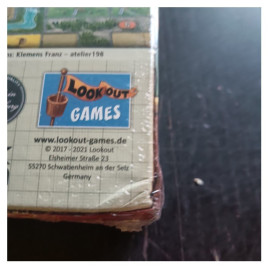 Klemens Franz – atelier198
LOOKOUT
GAMES
www.lookout-games.de
© 2017 - 2021 Lookout
Elsheimer Straße 23
55270 Schwabenheim an der Selz
Germany